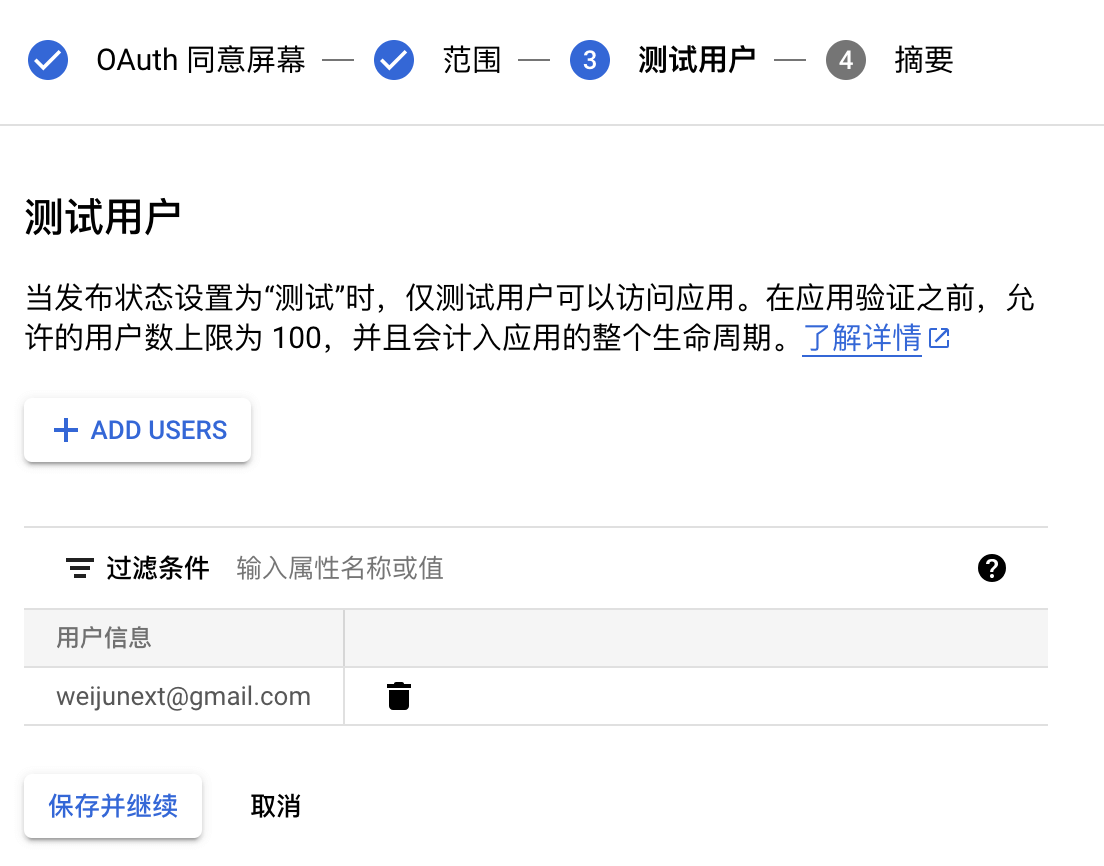 OAuth 同意屏幕 — 范围 — 3 测试用户 — 4 摘要
测试用户
当发布状态设置为“测试”时，仅测试用户可以访问应用。在应用验证之前，允
许的用户数上限为 100，并且会计入应用的整个生命周期。了解详情
+ ADD USERS
过滤条件 输入属性名称或值 ?
用户信息
weijunext@gmail.com
保存并继续 取消